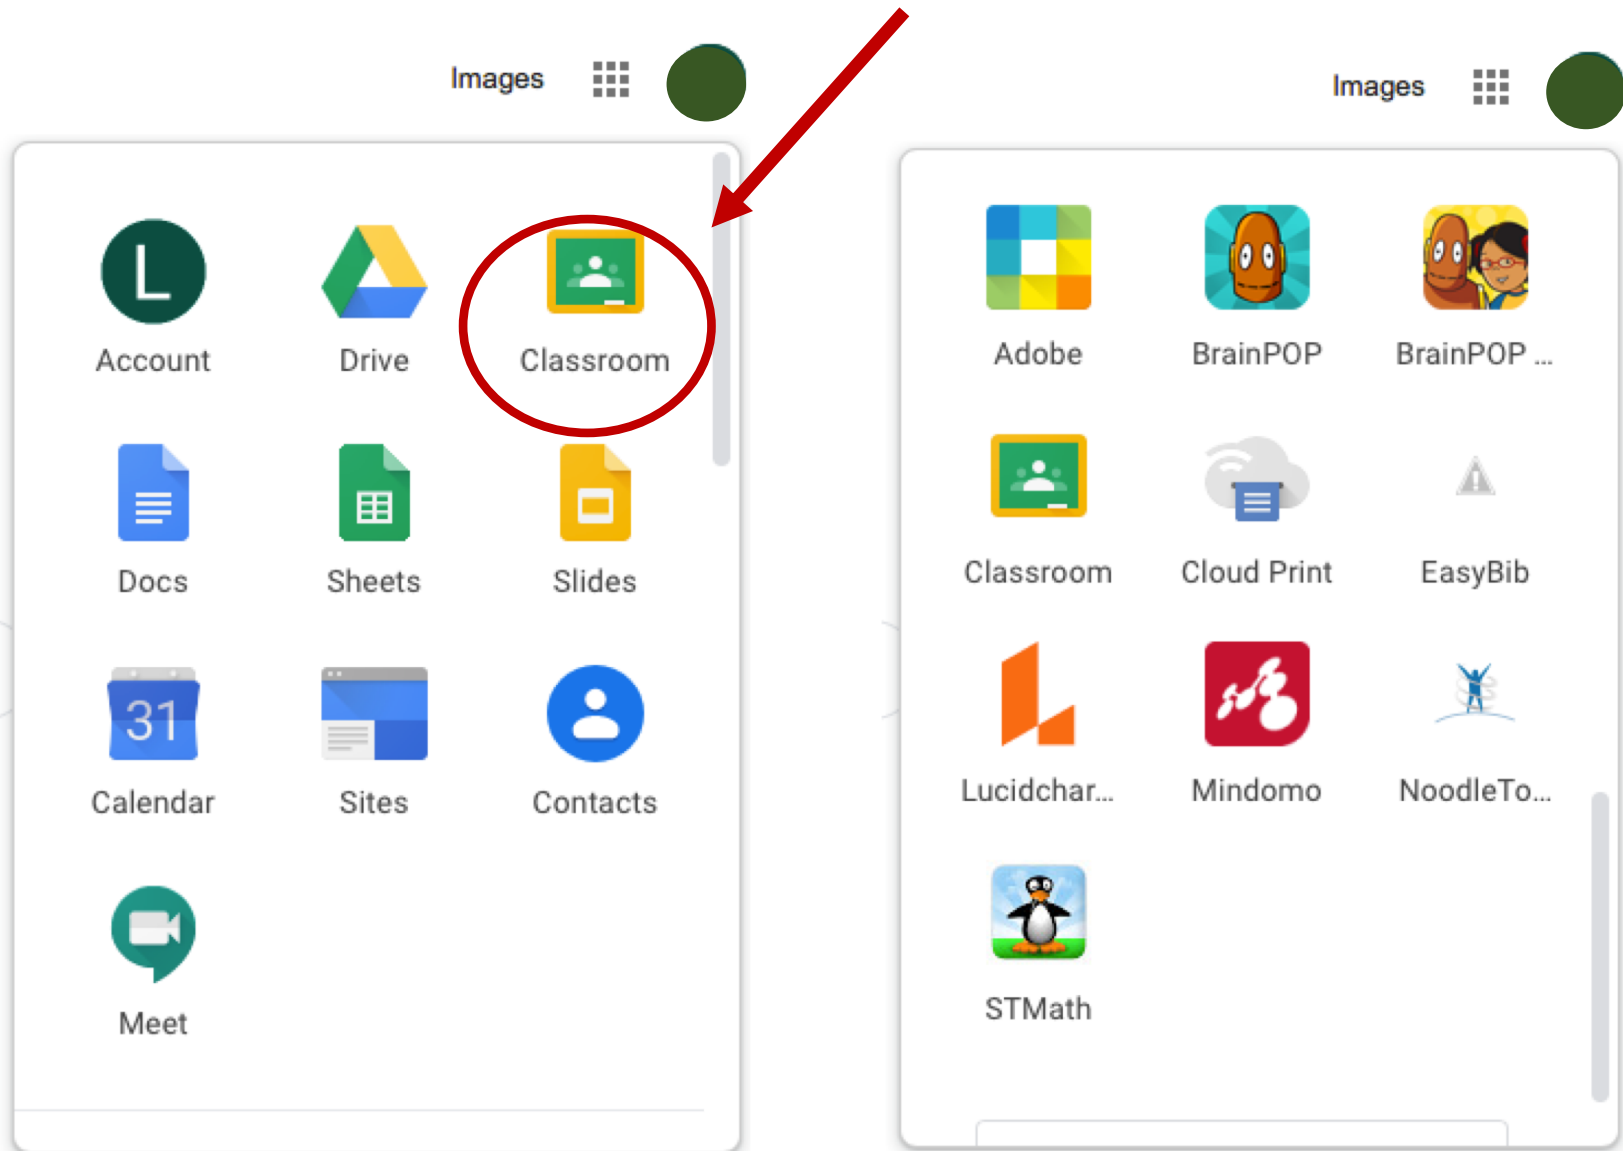 Images
L
Account Drive Classroom
Docs Sheets Slides
31
Calendar Sites Contacts
Meet
Images
Adobe BrainPOP BrainPOP ...
Classroom Cloud Print EasyBib
Lucidchar... Mindomo NoodleTo...
STMath